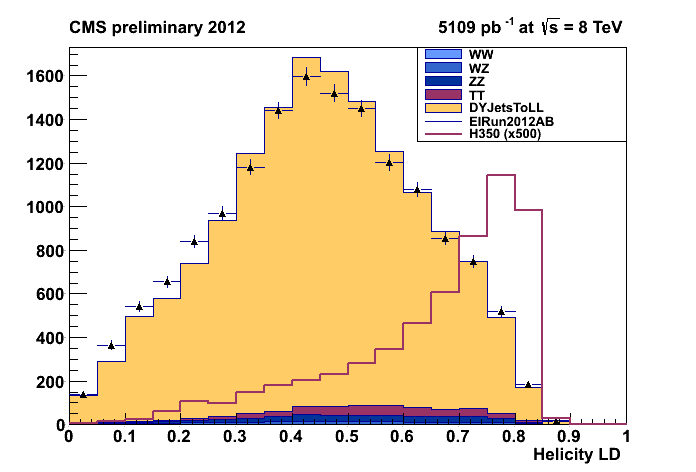 CMS preliminary 2012
5109 pb⁻¹ at √s = 8 TeV
WW
WZ
ZZ
TT
DYJetsToLL
ElRun2012AB
H350 (x500)
1600
1400
1200
1000
800
600
400
200
0
0 0.1 0.2 0.3 0.4 0.5 0.6 0.7 0.8 0.9 1
Helicity LD